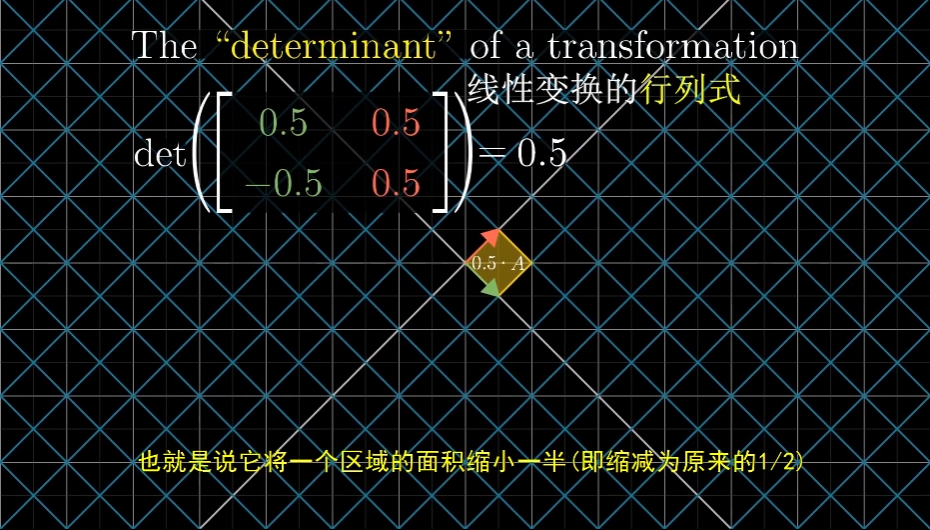 The “determinant” of a transformation
线性变换的行列式
det([0.5 0.5
−0.5 0.5]) = 0.5
0.5 · A
也就是说它将一个区域的面积缩小一半(即缩减为原来的1/2)